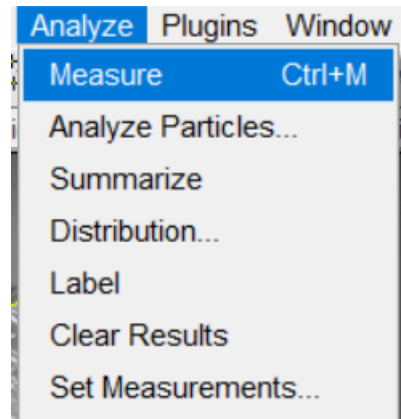 Analyze Plugins Window
Measure Ctrl+M
Analyze Particles...
Summarize
Distribution...
Label
Clear Results
Set Measurements...